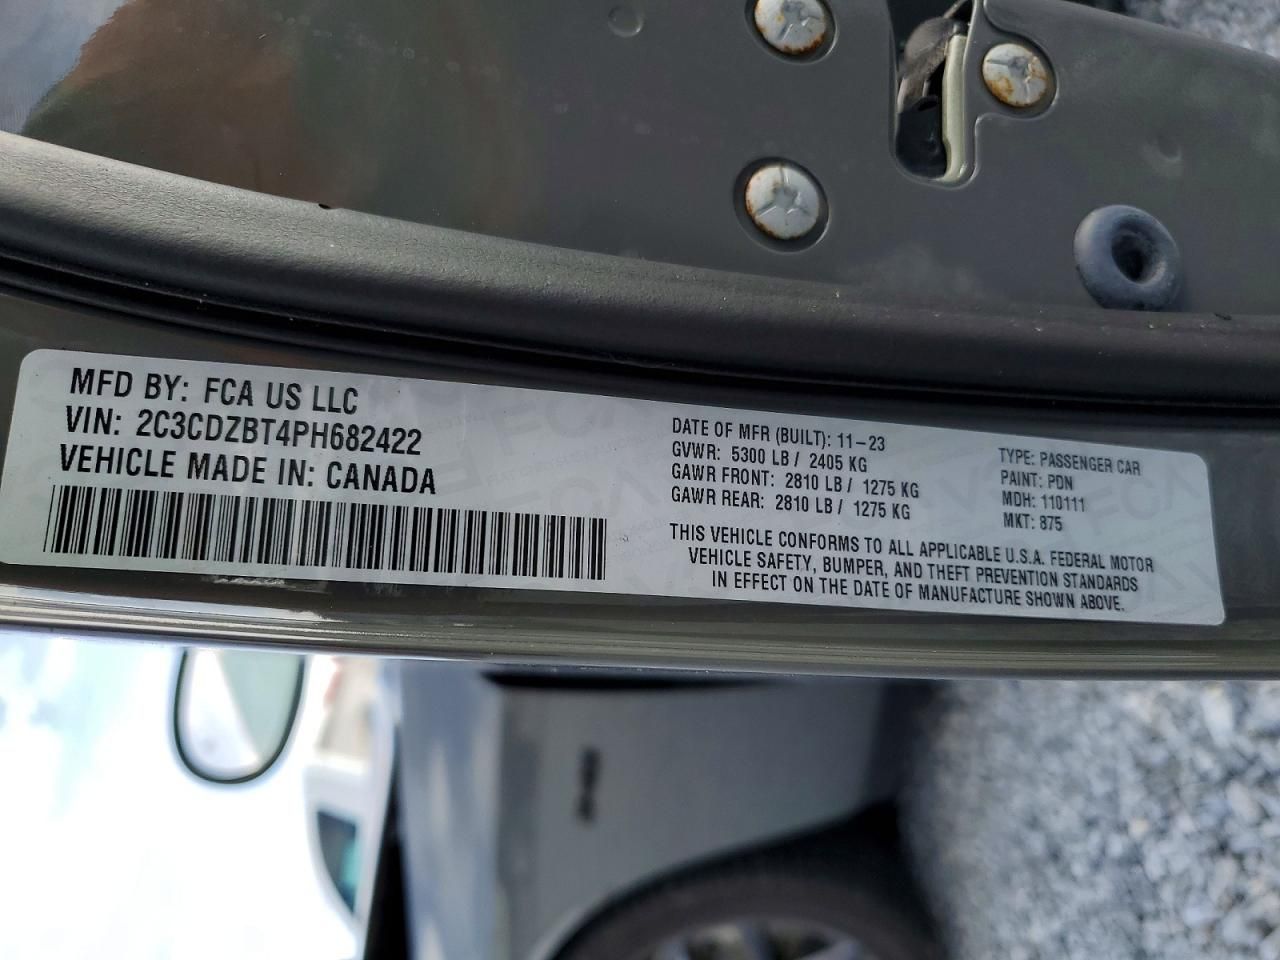 MFD BY: FCA US LLC
VIN: 2C3CDZBT4PH682422
VEHICLE MADE IN: CANADA
DATE OF MFR (BUILT): 11-23
GVWR: 5300 LB / 2405 KG
GAWR FRONT: 2810 LB / 1275 KG
GAWR REAR: 2810 LB / 1275 KG
TYPE: PASSENGER CAR
PAINT: PDN
MDH: 110111
MKT: 875
THIS VEHICLE CONFORMS TO ALL APPLICABLE U.S.A. FEDERAL MOTOR
VEHICLE SAFETY, BUMPER, AND THEFT PREVENTION STANDARDS
IN EFFECT ON THE DATE OF MANUFACTURE SHOWN ABOVE.